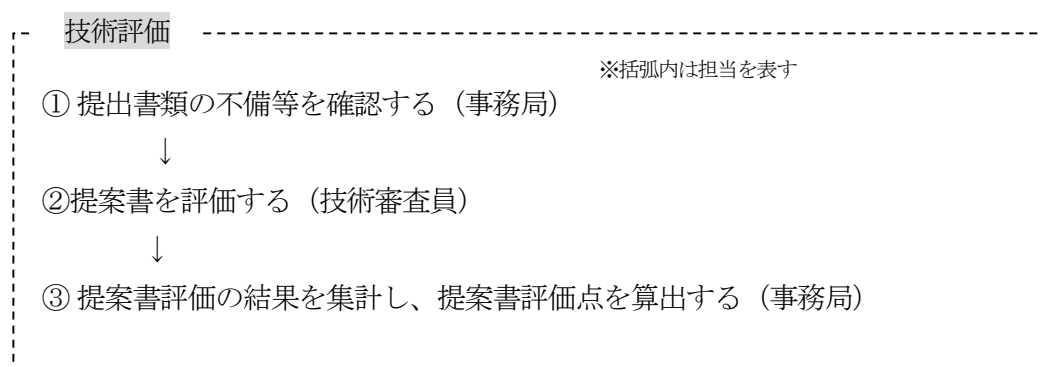 技術評価
※括弧内は担当を表す
① 提出書類の不備等を確認する（事務局）
↓
②提案書を評価する（技術審査員）
↓
③ 提案書評価の結果を集計し、提案書評価点を算出する（事務局）